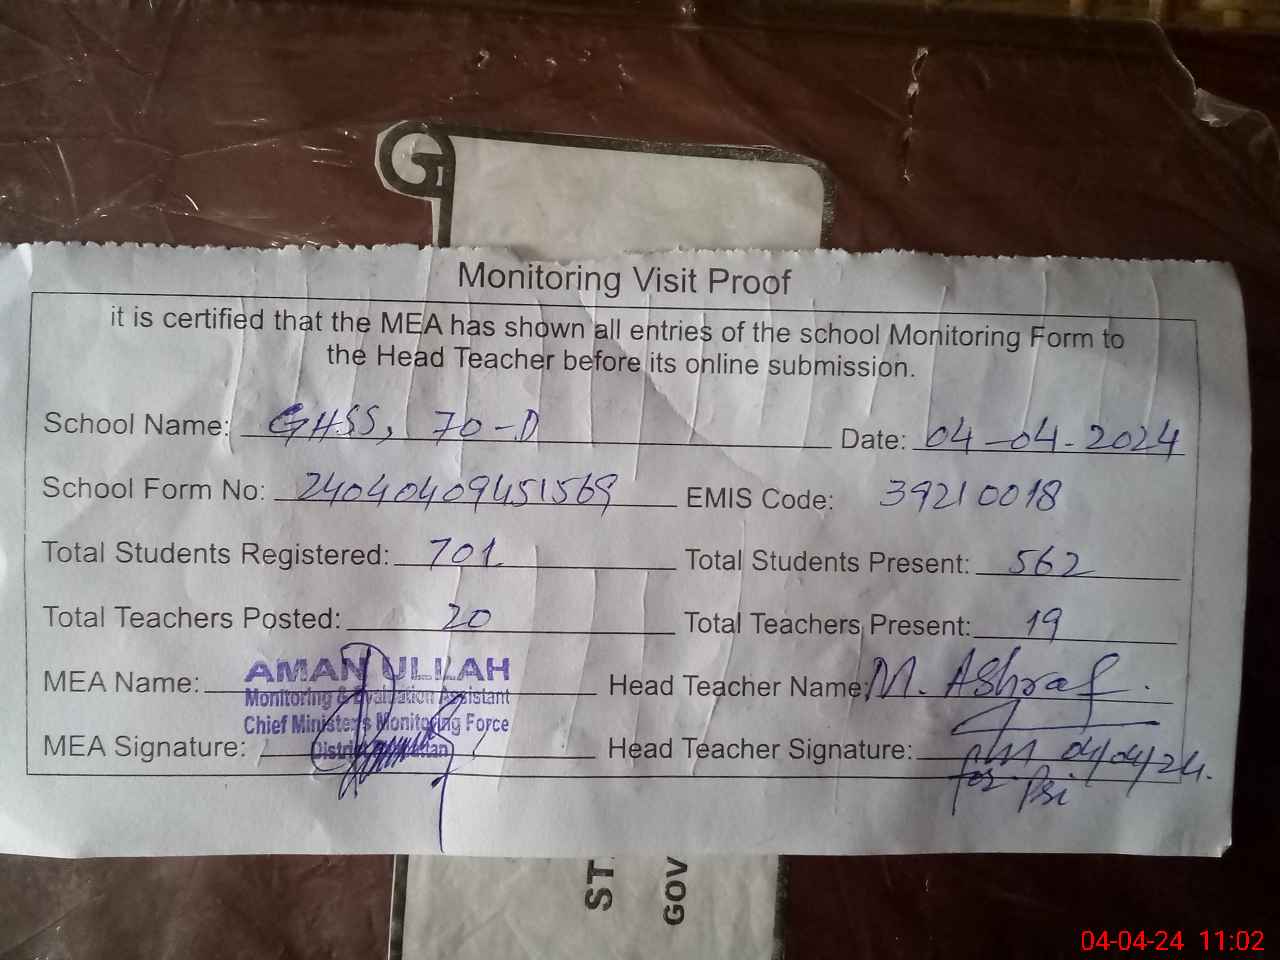 Monitoring Visit Proof
it is certified that the MEA has shown all entries of the school Monitoring Form to
the Head Teacher before its online submission.
School Name: GHSS, 70-D Date: 04-04-2024
School Form No: 24040409451569 EMIS Code: 39210018
Total Students Registered: 701 Total Students Present: 562
Total Teachers Posted: 20 Total Teachers Present: 19
MEA Name: AMAN ULLAH Head Teacher Name: M. Ashraf.
Monitoring & Evaluation Assistant
Chief Minister's Monitoring Force
MEA Signature: District Head Teacher Signature: 04/04/24.
for
ST
GOV
04-04-24 11:02